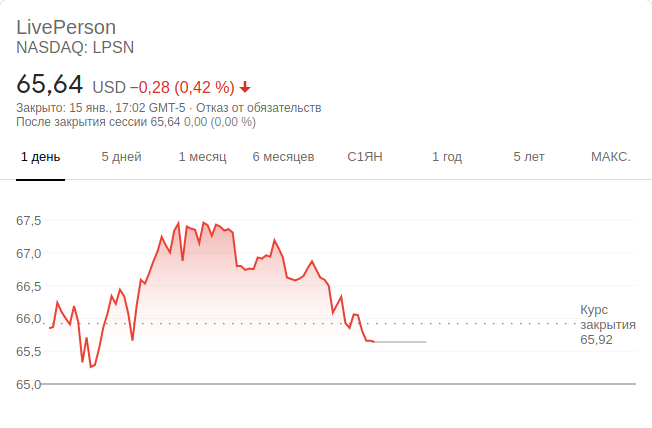 LivePerson
NASDAQ: LPSN
65,64 USD −0,28 (0,42 %)
Закрыто: 15 янв., 17:02 GMT-5 · Отказ от обязательств
После закрытия сессии 65,64 0,00 (0,00 %)
1 день 5 дней 1 месяц 6 месяцев С1ЯН 1 год 5 лет МАКС.
67,5
67,0
66,5
66,0
65,5
65,0
Курс
закрытия
65,92